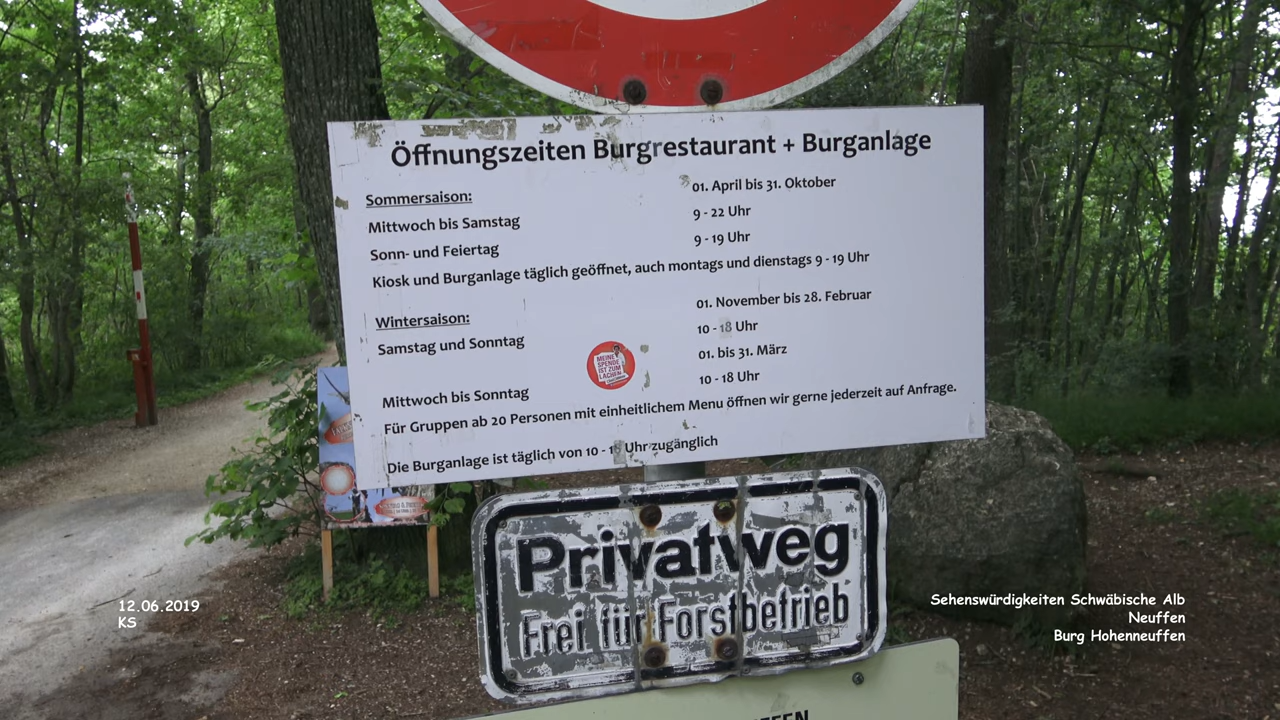 Öffnungszeiten Burgrestaurant + Burganlage
Sommersaison: 01. April bis 31. Oktober
Mittwoch bis Samstag 9 - 22 Uhr
Sonn- und Feiertag 9 - 19 Uhr
Kiosk und Burganlage täglich geöffnet, auch montags und dienstags 9 - 19 Uhr
Wintersaison: 01. November bis 28. Februar
Samstag und Sonntag 10 - 18 Uhr
01. bis 31. März
Mittwoch bis Sonntag 10 - 18 Uhr
Für Gruppen ab 20 Personen mit einheitlichem Menu öffnen wir gerne jederzeit auf Anfrage.
Die Burganlage ist täglich von 10 - Uhr zugänglich
MEINE
SPENDE
IST ZUM
LACHEN
Privatweg
Frei für Forstbetrieb
12.06.2019
KS
Sehenswürdigkeiten Schwäbische Alb
Neuffen
Burg Hohenneuffen